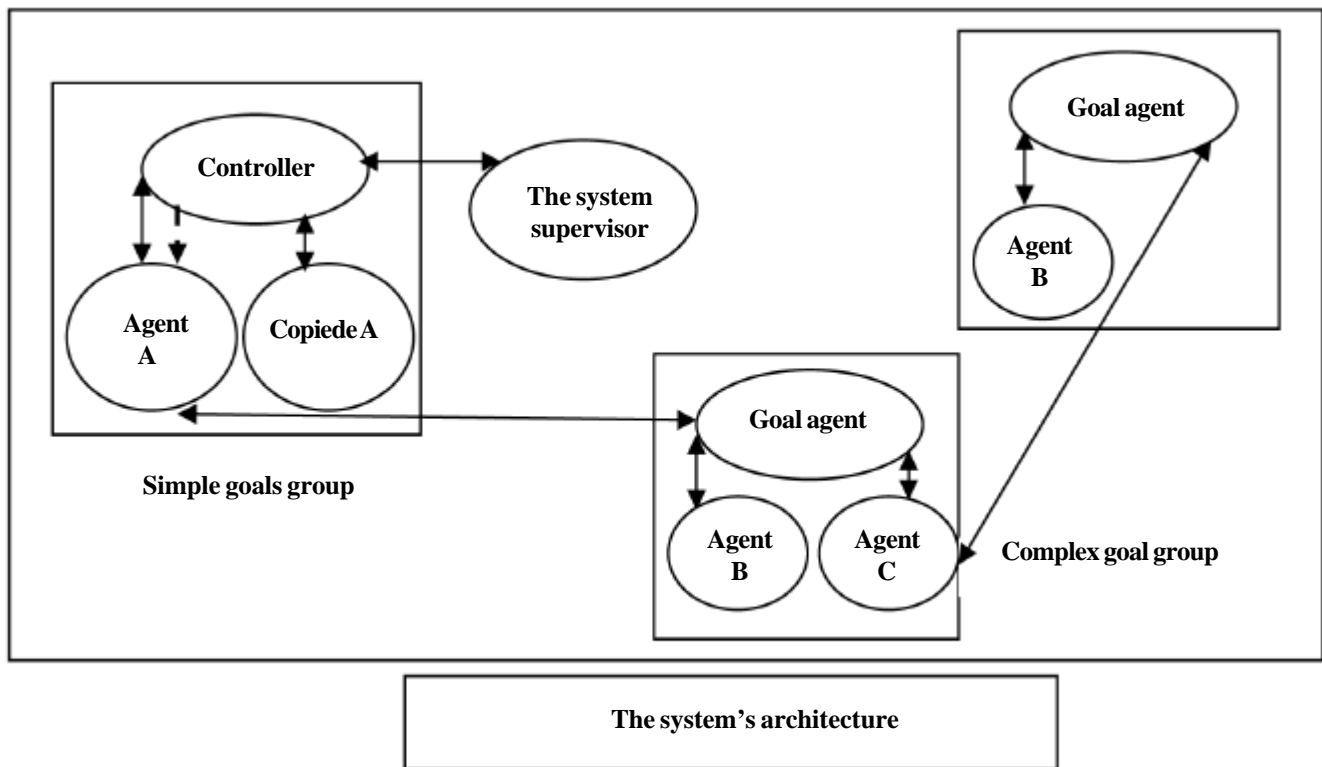 Goal agent
Controller
The system
supervisor
Agent
B
Agent
A
Copiede A
Goal agent
Simple goals group
Agent
B
Agent
C
Complex goal group
The system’s architecture